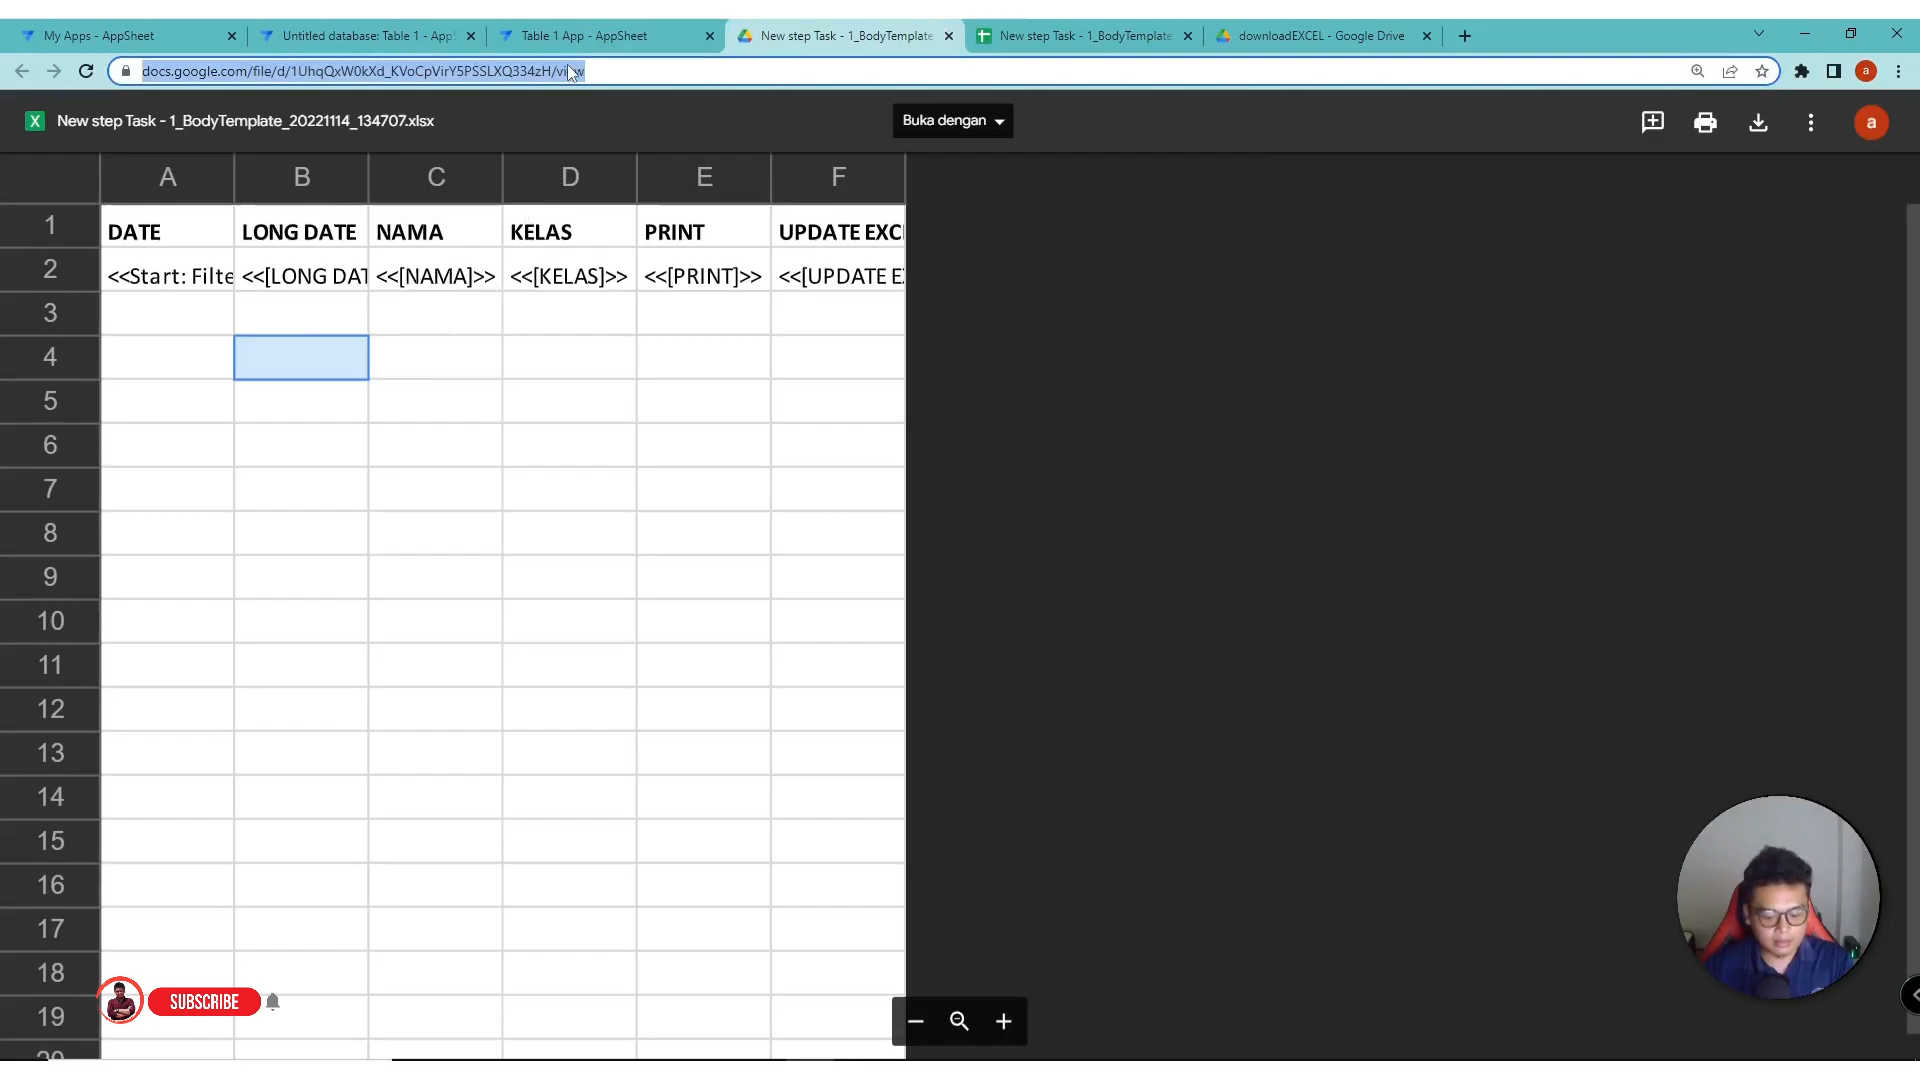 My Apps - AppSheet
Untitled database: Table 1 - AppS
Table 1 App - AppSheet
New step Task - 1_BodyTemplate
New step Task - 1_BodyTemplate
downloadEXCEL - Google Drive
docs.google.com/file/d/1UhqQxW0kXd_KVoCpVirY5PSSLXQ334zH/view
a
X
New step Task - 1_BodyTemplate_20221114_134707.xlsx
Buka dengan
a
A B C D E F
1 DATE LONG DATE NAMA KELAS PRINT UPDATE EXC
2 <<Start: Filte <<[LONG DAT <<[NAMA]>> <<[KELAS]>> <<[PRINT]>> <<[UPDATE E
3
4
5
6
7
8
9
10
11
12
13
14
15
16
17
18
SUBSCRIBE
19
20